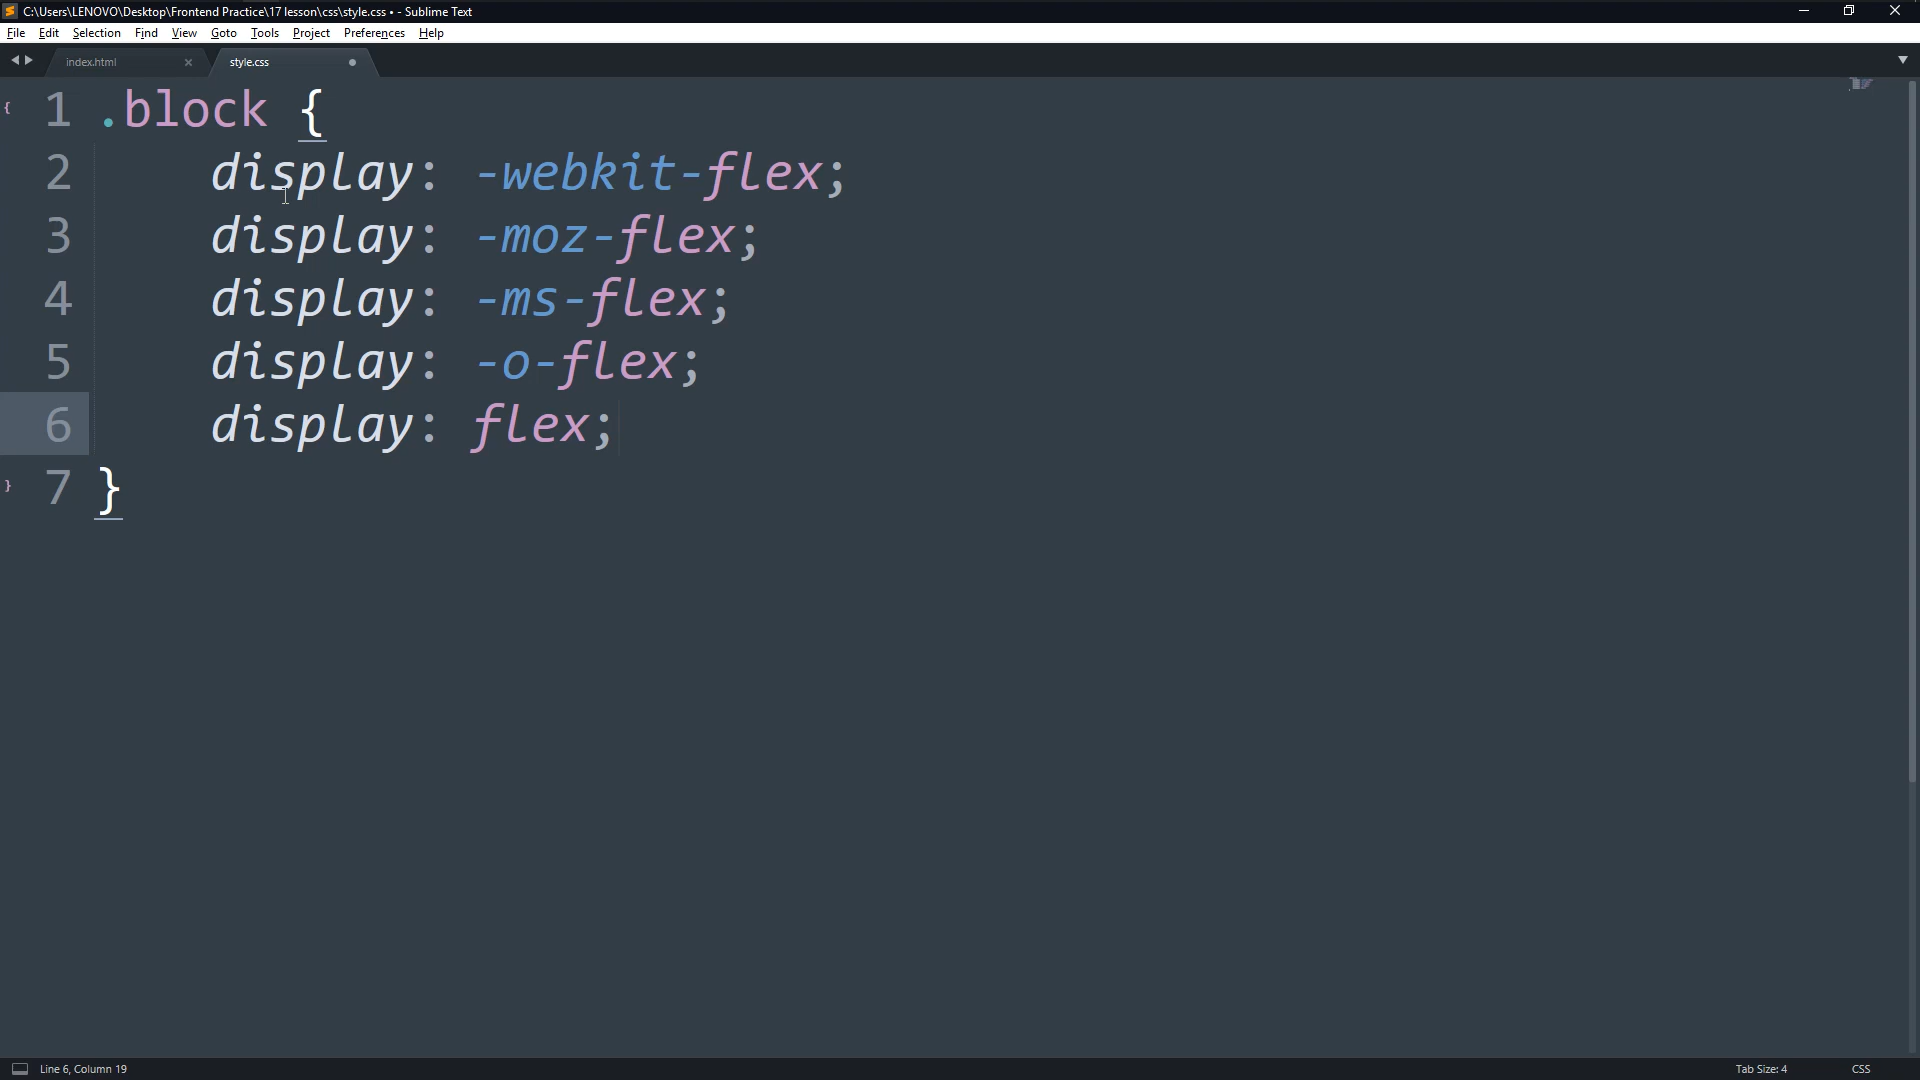 C:\Users\LENOVO\Desktop\Frontend Practice\17 lesson\css\style.css • - Sublime Text
File Edit Selection Find View Goto Tools Project Preferences Help
index.html style.css
1 .block {
2 display: -webkit-flex;
3 display: -moz-flex;
4 display: -ms-flex;
5 display: -o-flex;
6 display: flex;
7 }
Line 6, Column 19 Tab Size: 4 CSS